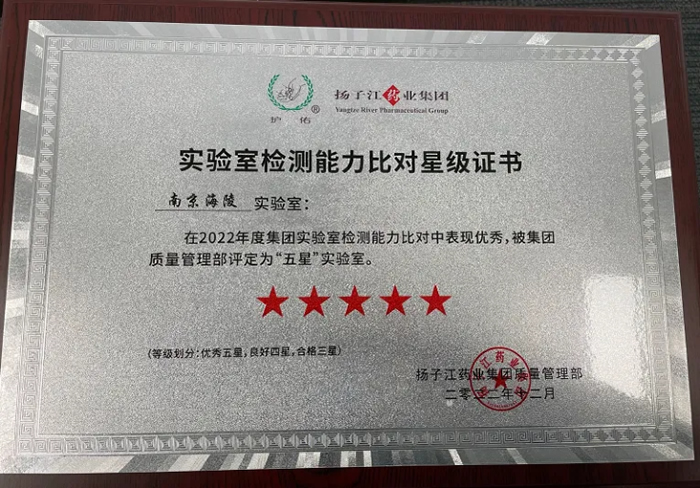 护佑®
扬子江药业集团
Yangtze River Pharmaceutical Group
实验室检测能力比对星级证书
南京海陵 实验室：
在2022年度集团实验室检测能力比对中表现优秀，被集团
质量管理部评定为“五星”实验室。
(等级划分：优秀五星，良好四星，合格三星)
扬子江药业集团质量管理部
二〇二二年十二月